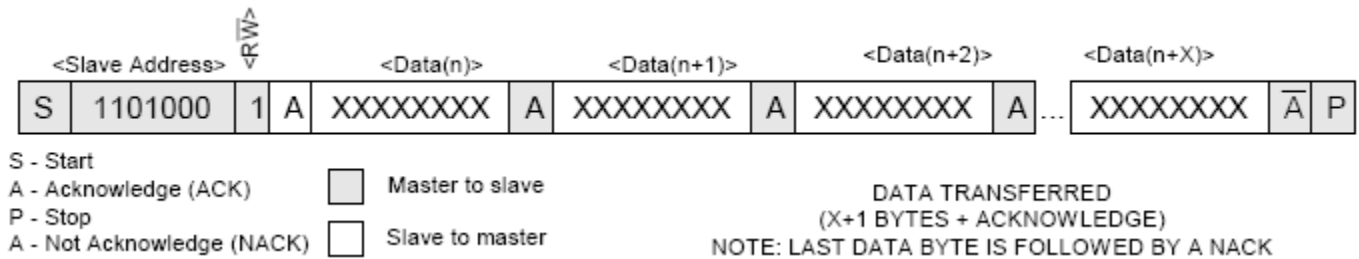 <Slave Address> <RW̅> <Data(n)> <Data(n+1)> <Data(n+2)> <Data(n+X)>
S 1101000 1 A XXXXXXXX A XXXXXXXX A XXXXXXXX A ... XXXXXXXX A̅ P
S - Start
A - Acknowledge (ACK)
P - Stop
A - Not Acknowledge (NACK)
Master to slave
Slave to master
DATA TRANSFERRED
(X+1 BYTES + ACKNOWLEDGE)
NOTE: LAST DATA BYTE IS FOLLOWED BY A NACK